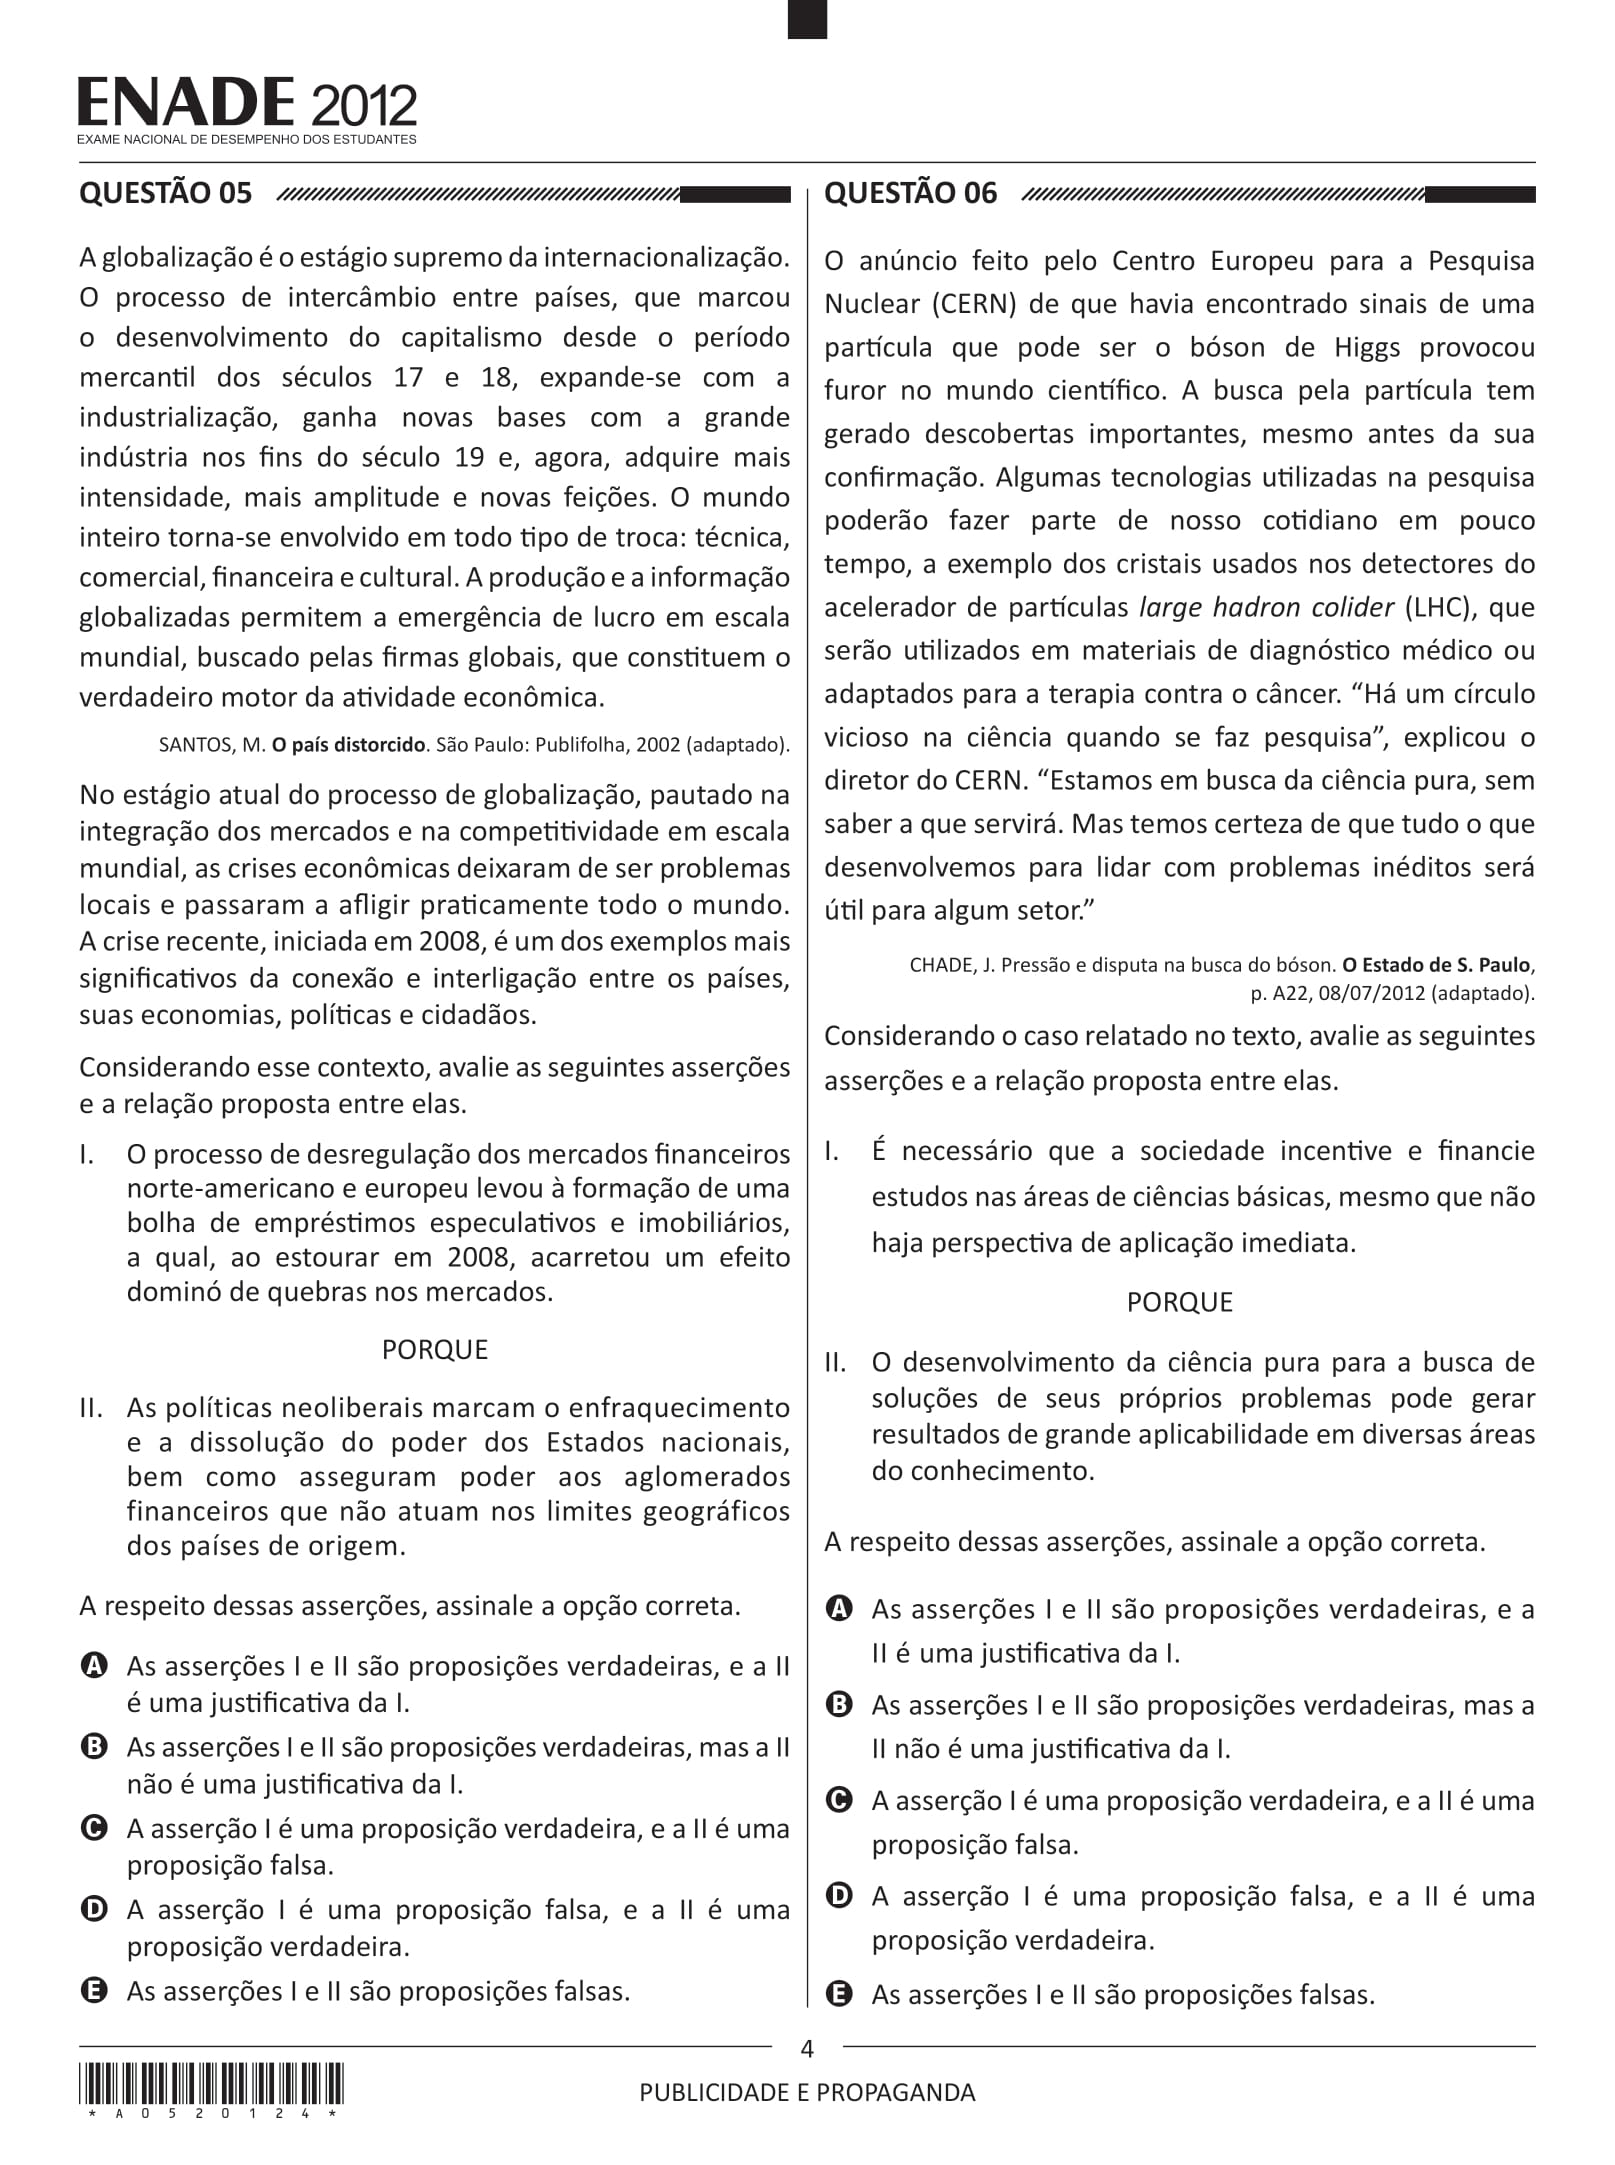 ENADE 2012
EXAME NACIONAL DE DESEMPENHO DOS ESTUDANTES
QUESTÃO 05
A globalização é o estágio supremo da internacionalização.
O processo de intercâmbio entre países, que marcou
o desenvolvimento do capitalismo desde o período
mercantil dos séculos 17 e 18, expande-se com a
industrialização, ganha novas bases com a grande
indústria nos fins do século 19 e, agora, adquire mais
intensidade, mais amplitude e novas feições. O mundo
inteiro torna-se envolvido em todo tipo de troca: técnica,
comercial, financeira e cultural. A produção e a informação
globalizadas permitem a emergência de lucro em escala
mundial, buscado pelas firmas globais, que constituem o
verdadeiro motor da atividade econômica.
SANTOS, M. O país distorcido. São Paulo: Publifolha, 2002 (adaptado).
No estágio atual do processo de globalização, pautado na
integração dos mercados e na competitividade em escala
mundial, as crises econômicas deixaram de ser problemas
locais e passaram a afligir praticamente todo o mundo.
A crise recente, iniciada em 2008, é um dos exemplos mais
significativos da conexão e interligação entre os países,
suas economias, políticas e cidadãos.
Considerando esse contexto, avalie as seguintes asserções
e a relação proposta entre elas.
I. O processo de desregulação dos mercados financeiros
norte-americano e europeu levou à formação de uma
bolha de empréstimos especulativos e imobiliários,
a qual, ao estourar em 2008, acarretou um efeito
dominó de quebras nos mercados.
PORQUE
II. As políticas neoliberais marcam o enfraquecimento
e a dissolução do poder dos Estados nacionais,
bem como asseguram poder aos aglomerados
financeiros que não atuam nos limites geográficos
dos países de origem.
A respeito dessas asserções, assinale a opção correta.
A As asserções I e II são proposições verdadeiras, e a II
é uma justificativa da I.
B As asserções I e II são proposições verdadeiras, mas a II
não é uma justificativa da I.
C A asserção I é uma proposição verdadeira, e a II é uma
proposição falsa.
D A asserção I é uma proposição falsa, e a II é uma
proposição verdadeira.
E As asserções I e II são proposições falsas.
QUESTÃO 06
O anúncio feito pelo Centro Europeu para a Pesquisa
Nuclear (CERN) de que havia encontrado sinais de uma
partícula que pode ser o bóson de Higgs provocou
furor no mundo científico. A busca pela partícula tem
gerado descobertas importantes, mesmo antes da sua
confirmação. Algumas tecnologias utilizadas na pesquisa
poderão fazer parte de nosso cotidiano em pouco
tempo, a exemplo dos cristais usados nos detectores do
acelerador de partículas large hadron colider (LHC), que
serão utilizados em materiais de diagnóstico médico ou
adaptados para a terapia contra o câncer. “Há um círculo
vicioso na ciência quando se faz pesquisa”, explicou o
diretor do CERN. “Estamos em busca da ciência pura, sem
saber a que servirá. Mas temos certeza de que tudo o que
desenvolvemos para lidar com problemas inéditos será
útil para algum setor.”
CHADE, J. Pressão e disputa na busca do bóson. O Estado de S. Paulo,
p. A22, 08/07/2012 (adaptado).
Considerando o caso relatado no texto, avalie as seguintes
asserções e a relação proposta entre elas.
I. É necessário que a sociedade incentive e financie
estudos nas áreas de ciências básicas, mesmo que não
haja perspectiva de aplicação imediata.
PORQUE
II. O desenvolvimento da ciência pura para a busca de
soluções de seus próprios problemas pode gerar
resultados de grande aplicabilidade em diversas áreas
do conhecimento.
A respeito dessas asserções, assinale a opção correta.
A As asserções I e II são proposições verdadeiras, e a
II é uma justificativa da I.
B As asserções I e II são proposições verdadeiras, mas a
II não é uma justificativa da I.
C A asserção I é uma proposição verdadeira, e a II é uma
proposição falsa.
D A asserção I é uma proposição falsa, e a II é uma
proposição verdadeira.
E As asserções I e II são proposições falsas.
4
PUBLICIDADE E PROPAGANDA
*A0520124*